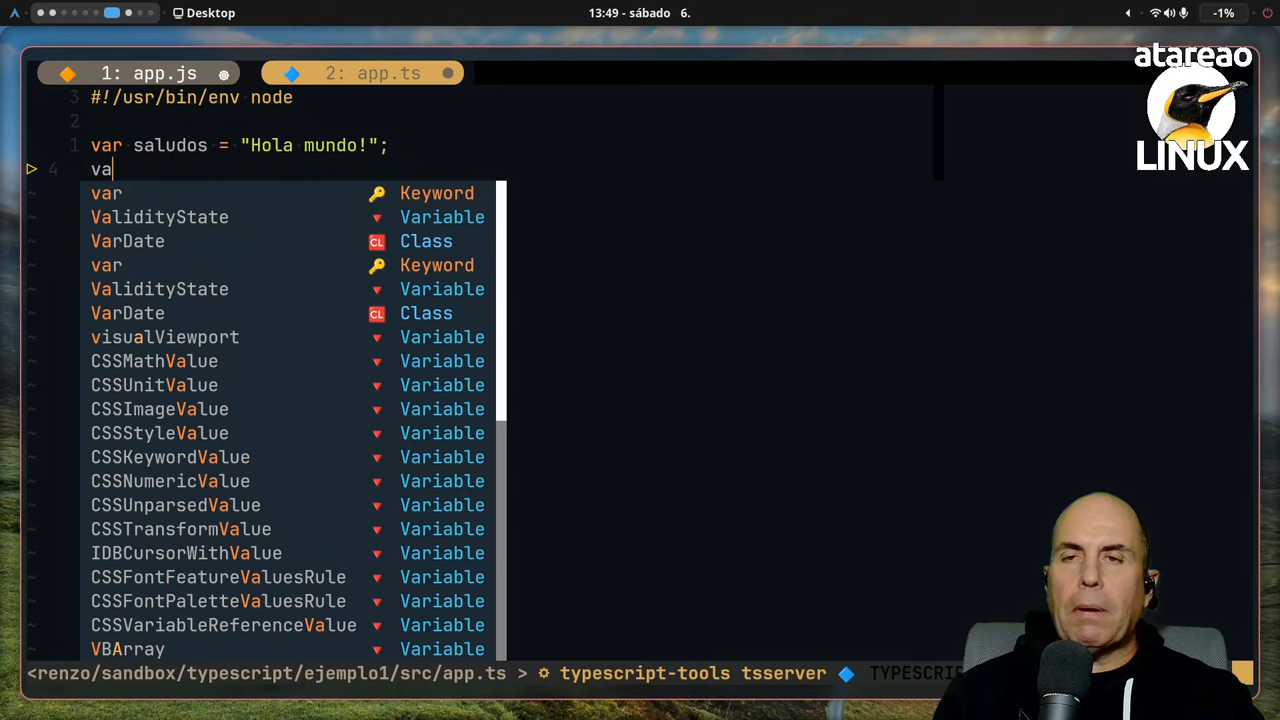 Desktop
13:49 - sábado 6.
-1%
atareao
LINUX
1: app.js
2: app.ts
3 #!/usr/bin/env node
2
1 var saludos = "Hola mundo!";
4 va
var Keyword
ValidityState Variable
VarDate CL Class
var Keyword
ValidityState Variable
VarDate CL Class
visualViewport Variable
CSSMathValue Variable
CSSUnitValue Variable
CSSImageValue Variable
CSSStyleValue Variable
CSSKeywordValue Variable
CSSNumericValue Variable
CSSUnparsedValue Variable
CSSTransformValue Variable
IDBCursorWithValue Variable
CSSFontFeatureValuesRule Variable
CSSFontPaletteValuesRule Variable
CSSVariableReferenceValue Variable
VBArray Variable
<renzo/sandbox/typescript/ejemplo1/src/app.ts > typescript-tools tsserver TYPESCRI